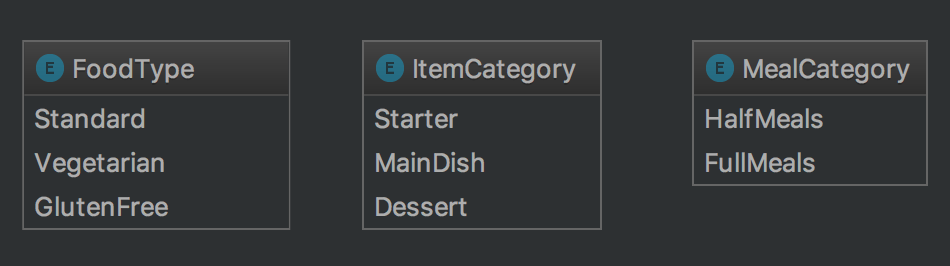 E FoodType
Standard
Vegetarian
GlutenFree
E ItemCategory
Starter
MainDish
Dessert
E MealCategory
HalfMeals
FullMeals